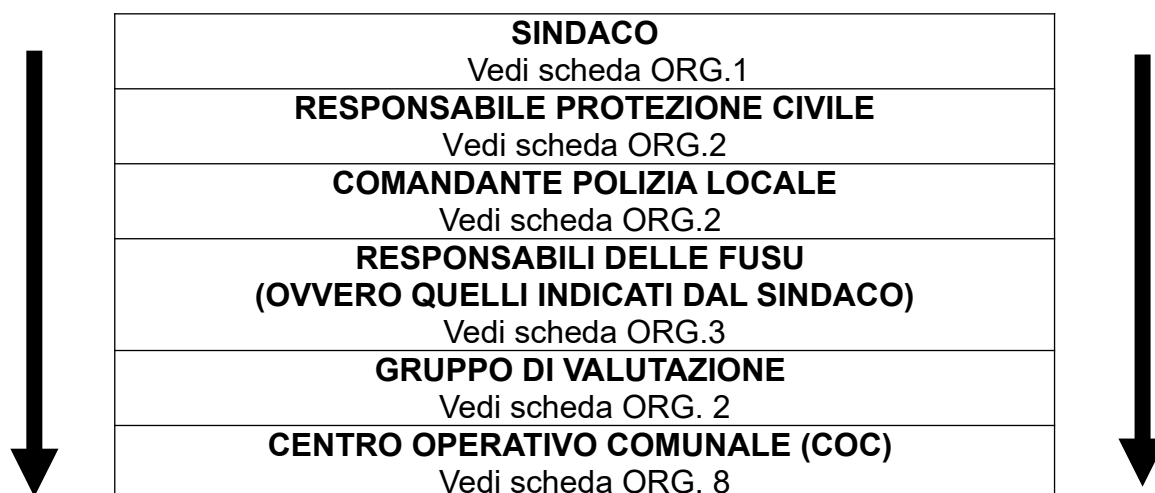 SINDACO
Vedi scheda ORG.1
RESPONSABILE PROTEZIONE CIVILE
Vedi scheda ORG.2
COMANDANTE POLIZIA LOCALE
Vedi scheda ORG.2
RESPONSABILI DELLE FUSU
(OVVERO QUELLI INDICATI DAL SINDACO)
Vedi scheda ORG.3
GRUPPO DI VALUTAZIONE
Vedi scheda ORG. 2
CENTRO OPERATIVO COMUNALE (COC)
Vedi scheda ORG. 8